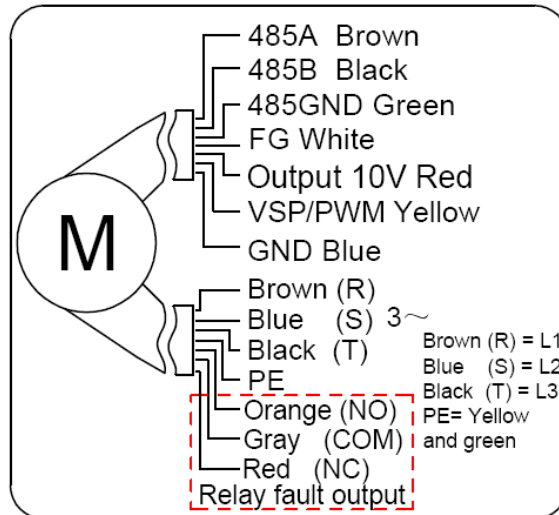 485A Brown
485B Black
485GND Green
FG White
Output 10V Red
VSP/PWM Yellow
GND Blue
M
Brown (R)
Blue (S) 3～
Black (T)
PE
Orange (NO)
Gray (COM)
Red (NC)
Relay fault output
Brown (R) = L1
Blue (S) = L2
Black (T) = L3
PE= Yellow
and green